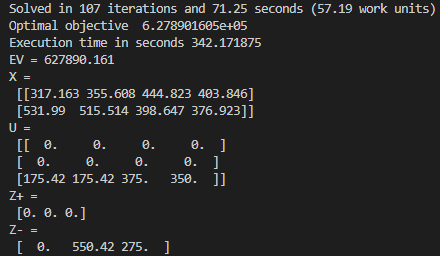 Solved in 107 iterations and 71.25 seconds (57.19 work units)
Optimal objective  6.278901605e+05
Execution time in seconds 342.171875
EV = 627890.161
X =
 [[317.163 355.608 444.823 403.846]
 [531.99  515.514 398.647 376.923]]
U =
 [[  0.     0.     0.     0.  ]
 [  0.     0.     0.     0.  ]
 [175.42 175.42 375.   350.  ]]
Z+ =
 [0. 0. 0.]
Z- =
 [  0.   550.42 275.  ]